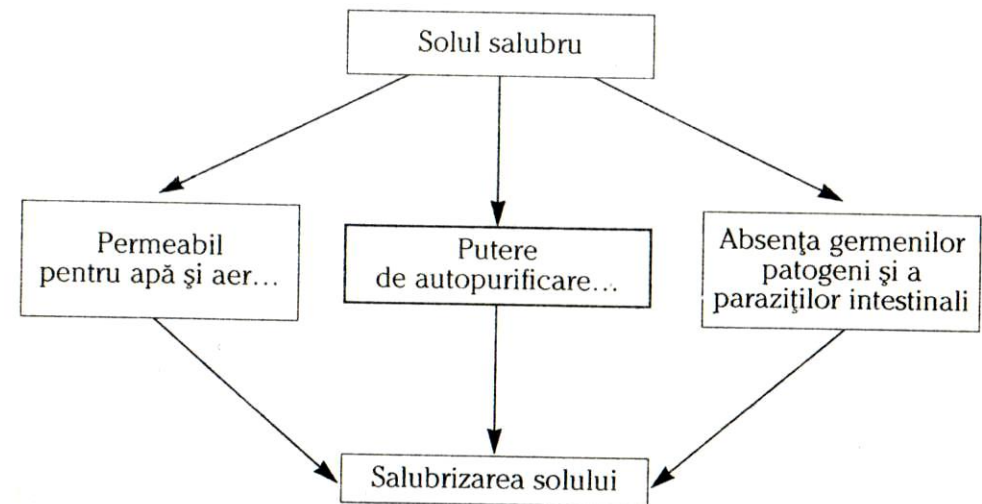 Solul salubru
Permeabil
pentru apă şi aer...
Putere
de autopurificare...
Absenţa germenilor
patogeni şi a
paraziţilor intestinali
Salubrizarea solului